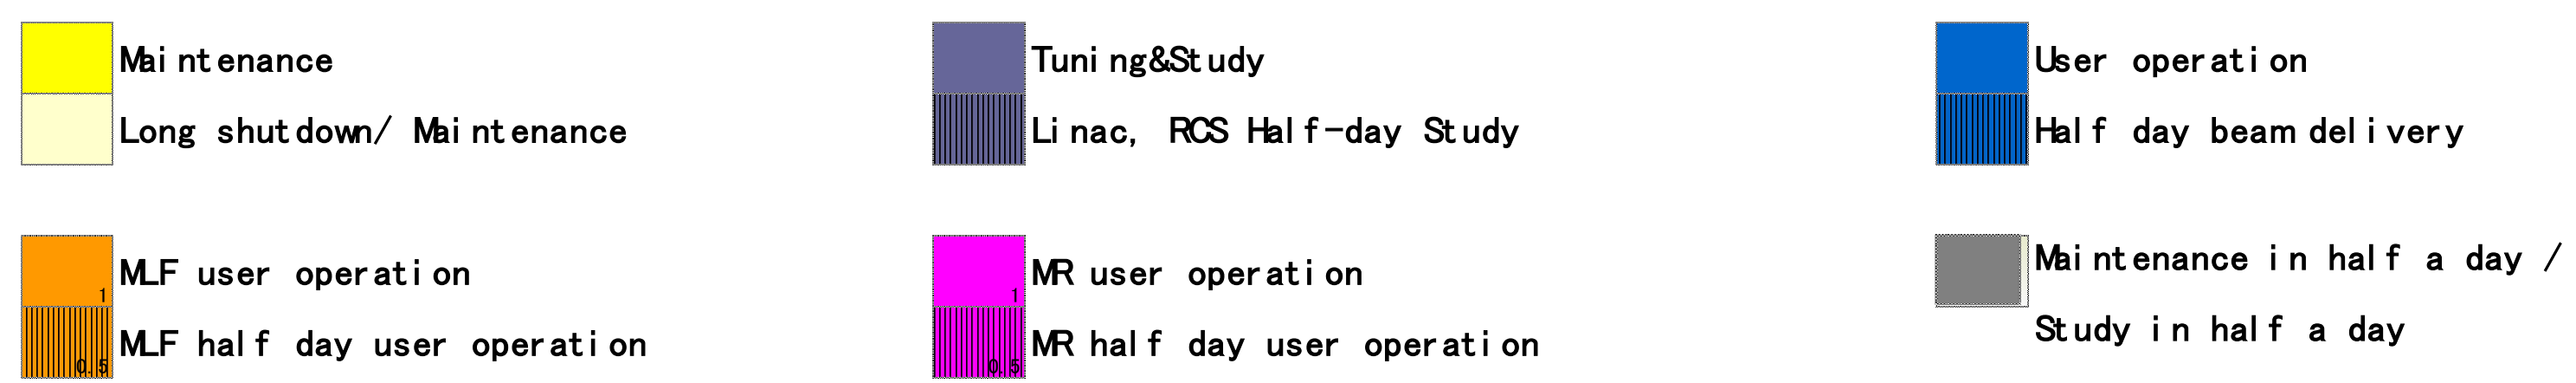 Maintenance
Tuning&Study
User operation
Long shutdown/ Maintenance
Linac, RCS Half-day Study
Half day beam delivery
1
MLF user operation
1
MR user operation
Maintenance in half a day /
Study in half a day
0.5
MLF half day user operation
0.5
MR half day user operation